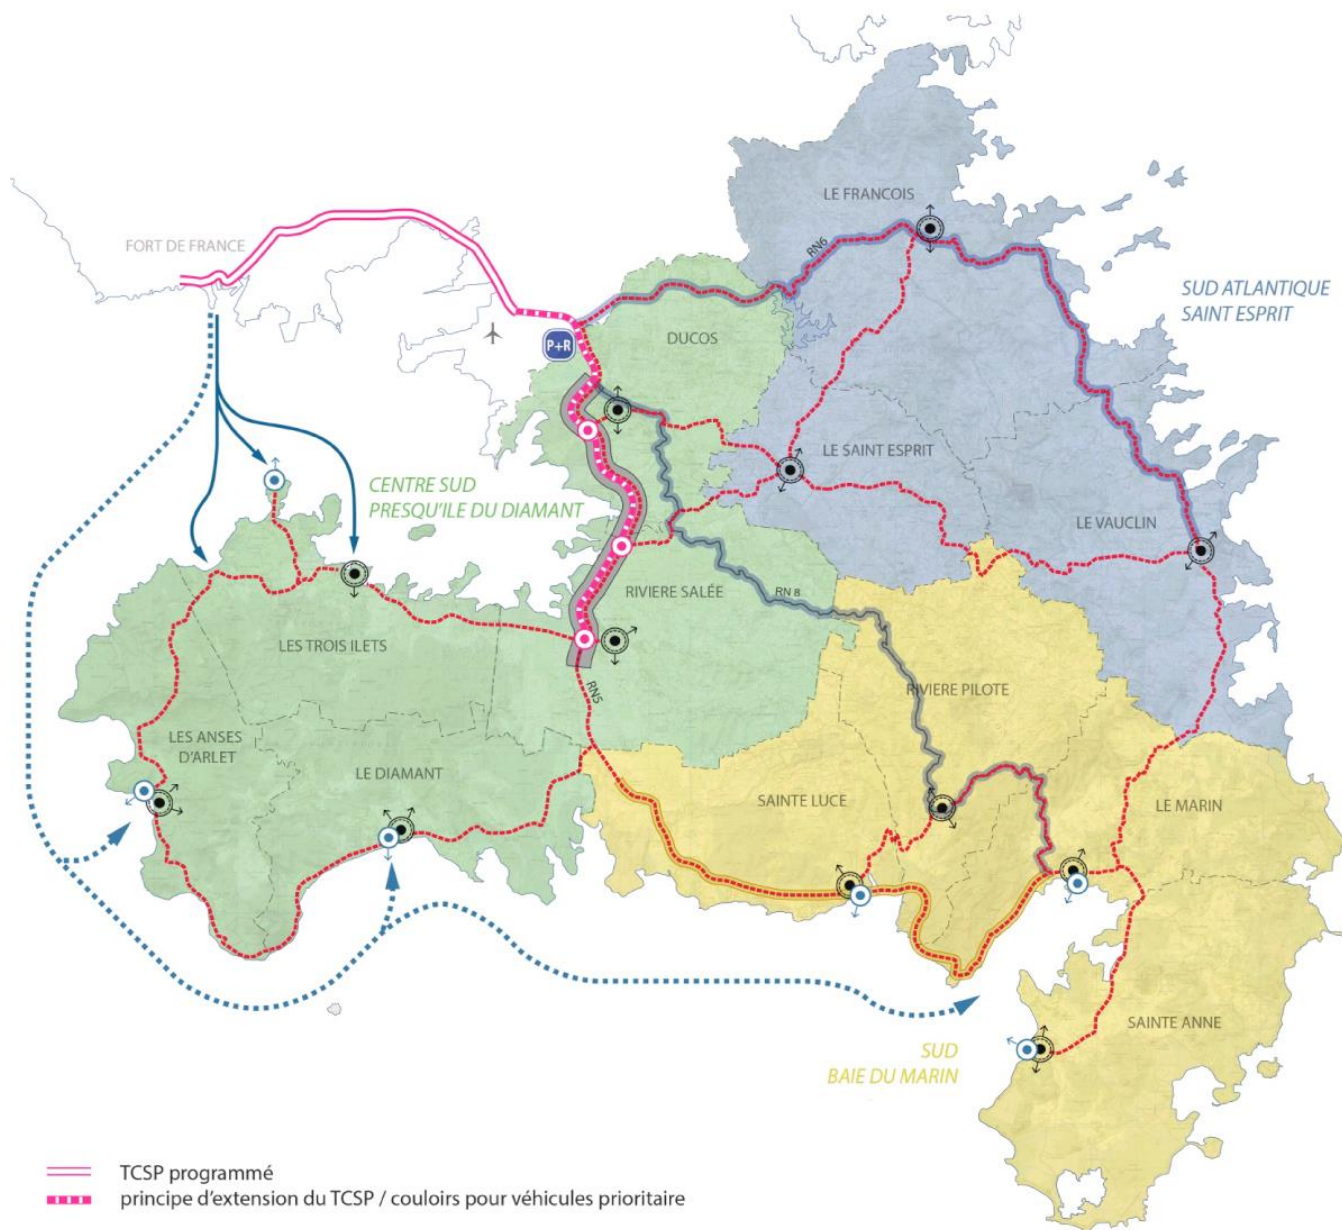 LE FRANCOIS
FORT DE FRANCE
RN6
SUD ATLANTIQUE
SAINT ESPRIT
P+R
DUCOS
LE SAINT ESPRIT
CENTRE SUD
PRESQU'ILE DU DIAMANT
LE VAUCLIN
RIVIERE SALÉE
RN 8
LES TROIS ILETS
RN5
RIVIERE PILOTE
LES ANSES
D'ARLET
LE DIAMANT
SAINTE LUCE
LE MARIN
SAINTE ANNE
SUD
BAIE DU MARIN
TCSP programmé
principe d'extension du TCSP / couloirs pour véhicules prioritaire